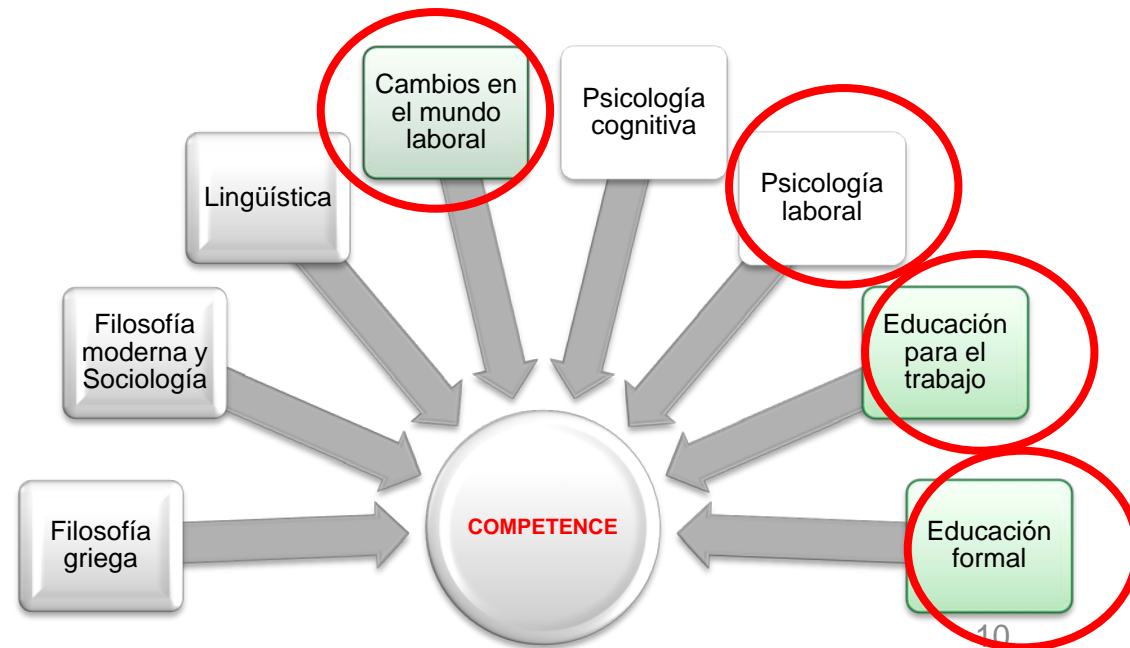 Cambios en
el mundo
laboral
Psicología
cognitiva
Lingüística
Psicología
laboral
Filosofía
moderna y
Sociología
Educación
para el
trabajo
Filosofía
griega
COMPETENCE
Educación
formal
10